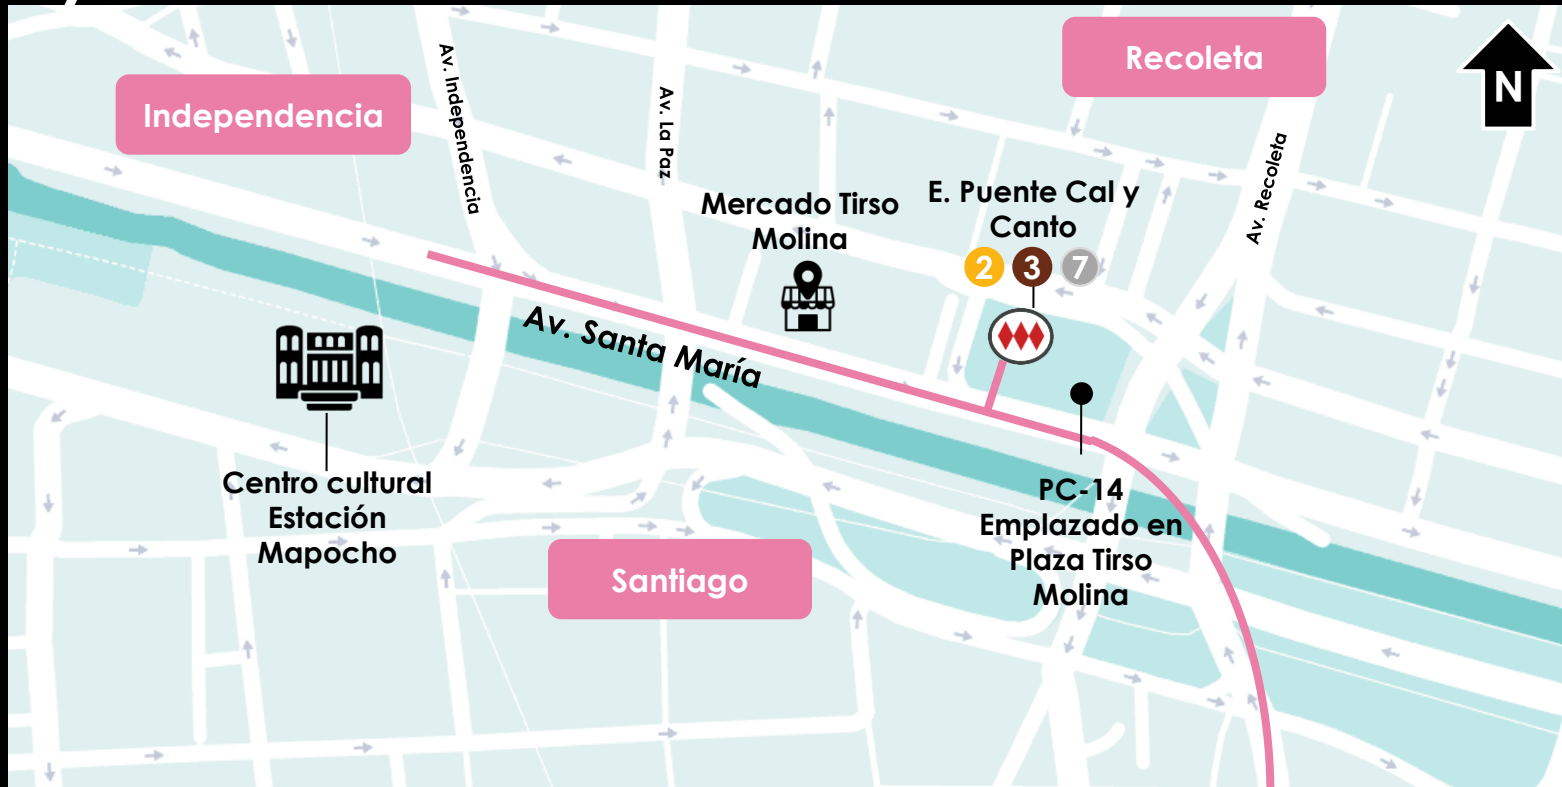 Recoleta
N
Independencia
Av. Independencia
Av. La Paz
Av. Recoleta
Mercado Tirso
Molina
E. Puente Cal y
Canto
2 3 7
Av. Santa María
Centro cultural
Estación
Mapocho
PC-14
Emplazado en
Plaza Tirso
Molina
Santiago